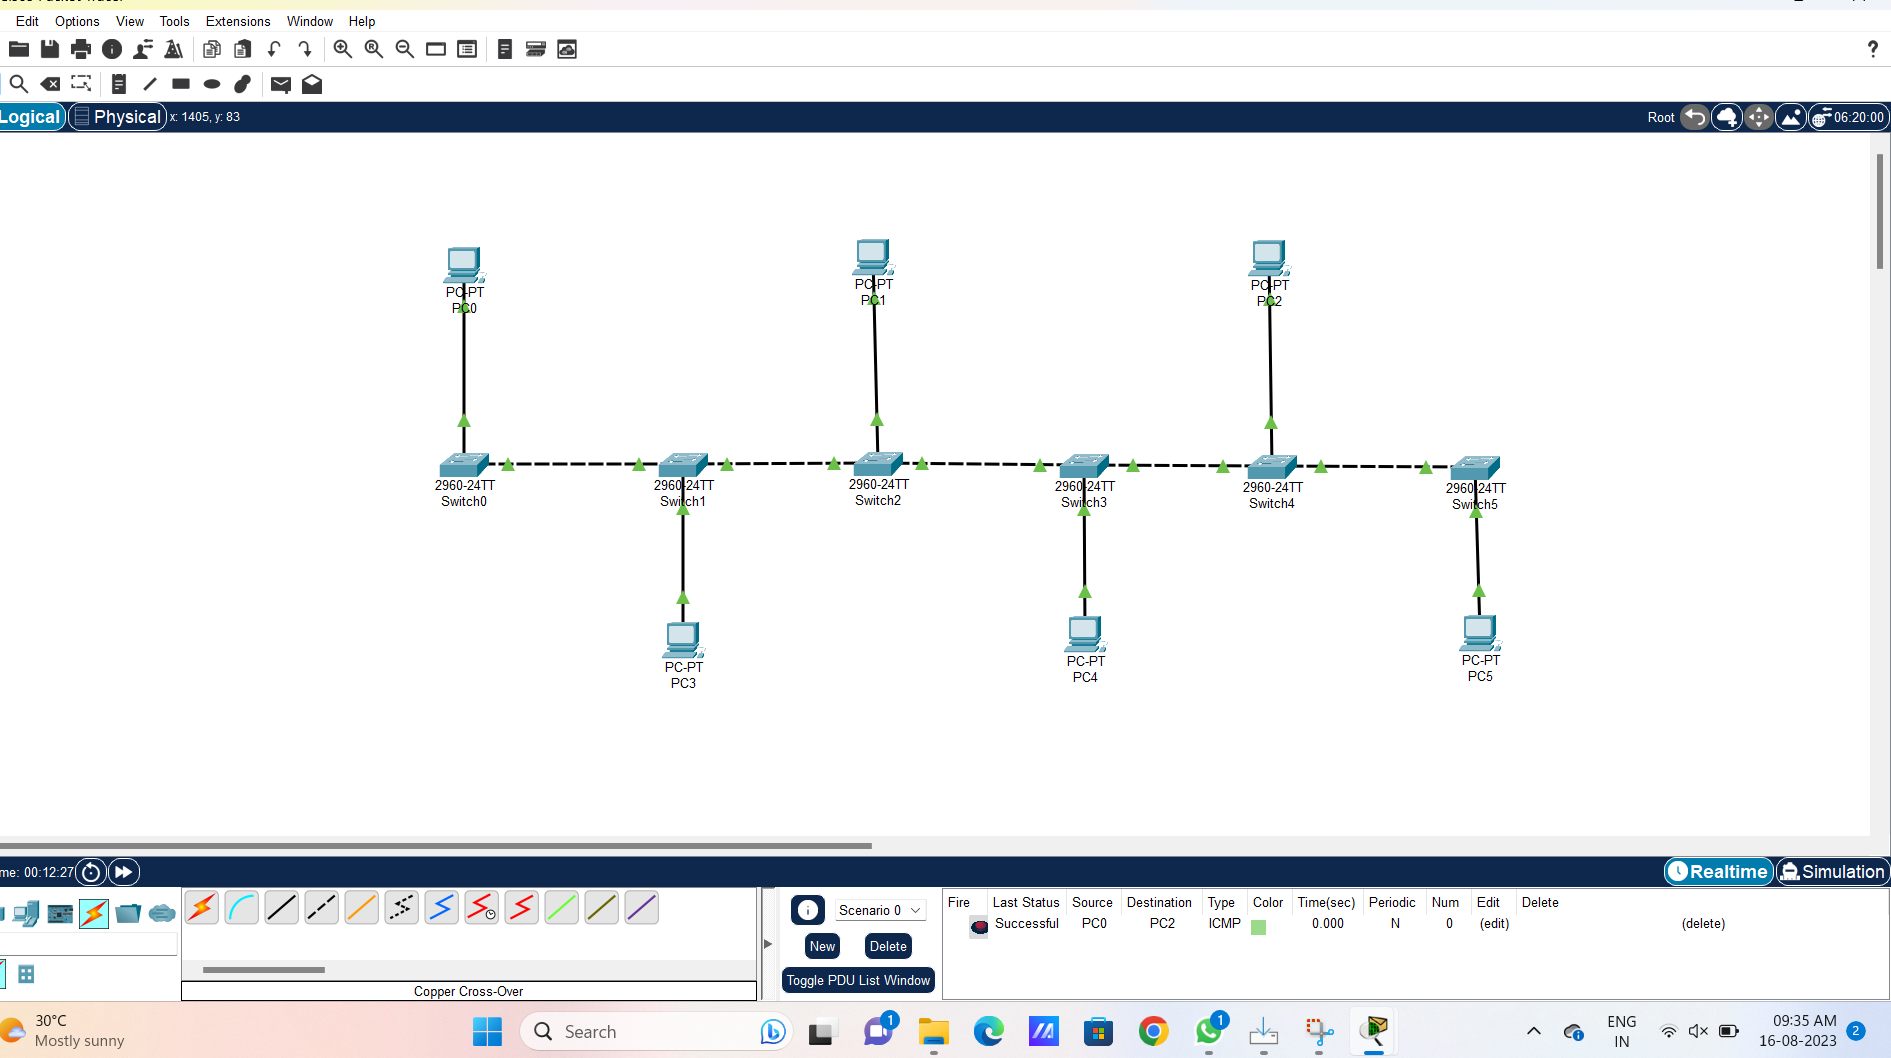 Edit Options View Tools Extensions Window Help
?
Logical Physical x: 1405, y: 83 Root 06:20:00
PC-PT
PC0
PC-PT
PC1
PC-PT
PC2
2960-24TT
Switch0
2960-24TT
Switch1
2960-24TT
Switch2
2960-24TT
Switch3
2960-24TT
Switch4
2960-24TT
Switch5
PC-PT
PC3
PC-PT
PC4
PC-PT
PC5
me: 00:12:27 Realtime Simulation
Scenario 0
New Delete
Toggle PDU List Window
Fire Last Status Source Destination Type Color Time(sec) Periodic Num Edit Delete
Successful PC0 PC2 ICMP 0.000 N 0 (edit) (delete)
Copper Cross-Over
30°C
Mostly sunny
Search
1
1
ENG
IN
09:35 AM
16-08-2023
2